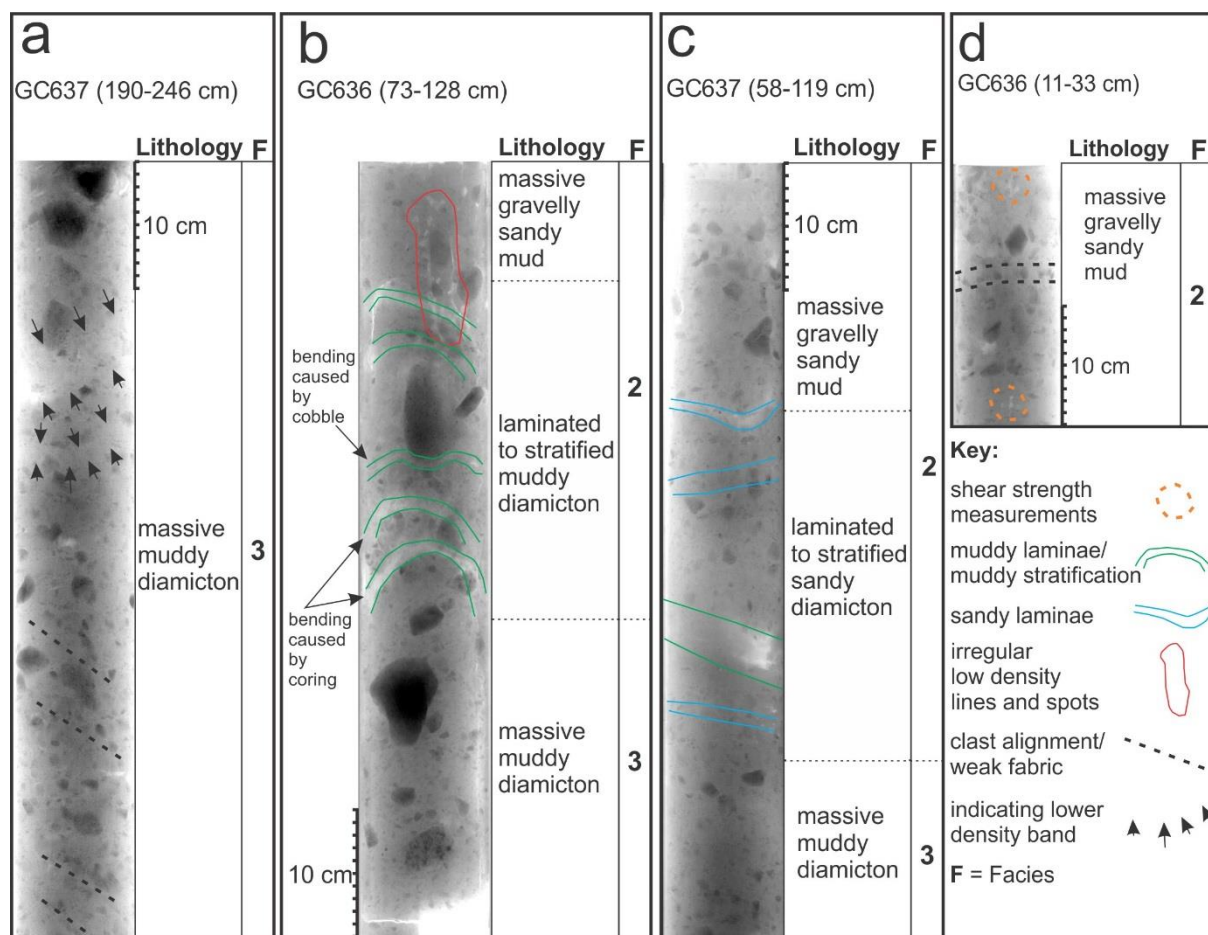 a
GC637 (190-246 cm)
Lithology F
10 cm
massive
muddy
diamicton
3
b
GC636 (73-128 cm)
Lithology F
massive
gravelly
sandy
mud
bending
caused
by
cobble
2
laminated
to stratified
muddy
diamicton
bending
caused
by
coring
massive
muddy
diamicton
3
10 cm
c
GC637 (58-119 cm)
Lithology F
10 cm
massive
gravelly
sandy
mud
2
laminated
to stratified
sandy
diamicton
massive
muddy
diamicton
3
d
GC636 (11-33 cm)
Lithology F
massive
gravelly
sandy
mud
2
10 cm
Key:
shear strength
measurements
muddy laminae/
muddy stratification
sandy laminae
irregular
low density
lines and spots
clast alignment/
weak fabric
indicating lower
density band
F = Facies